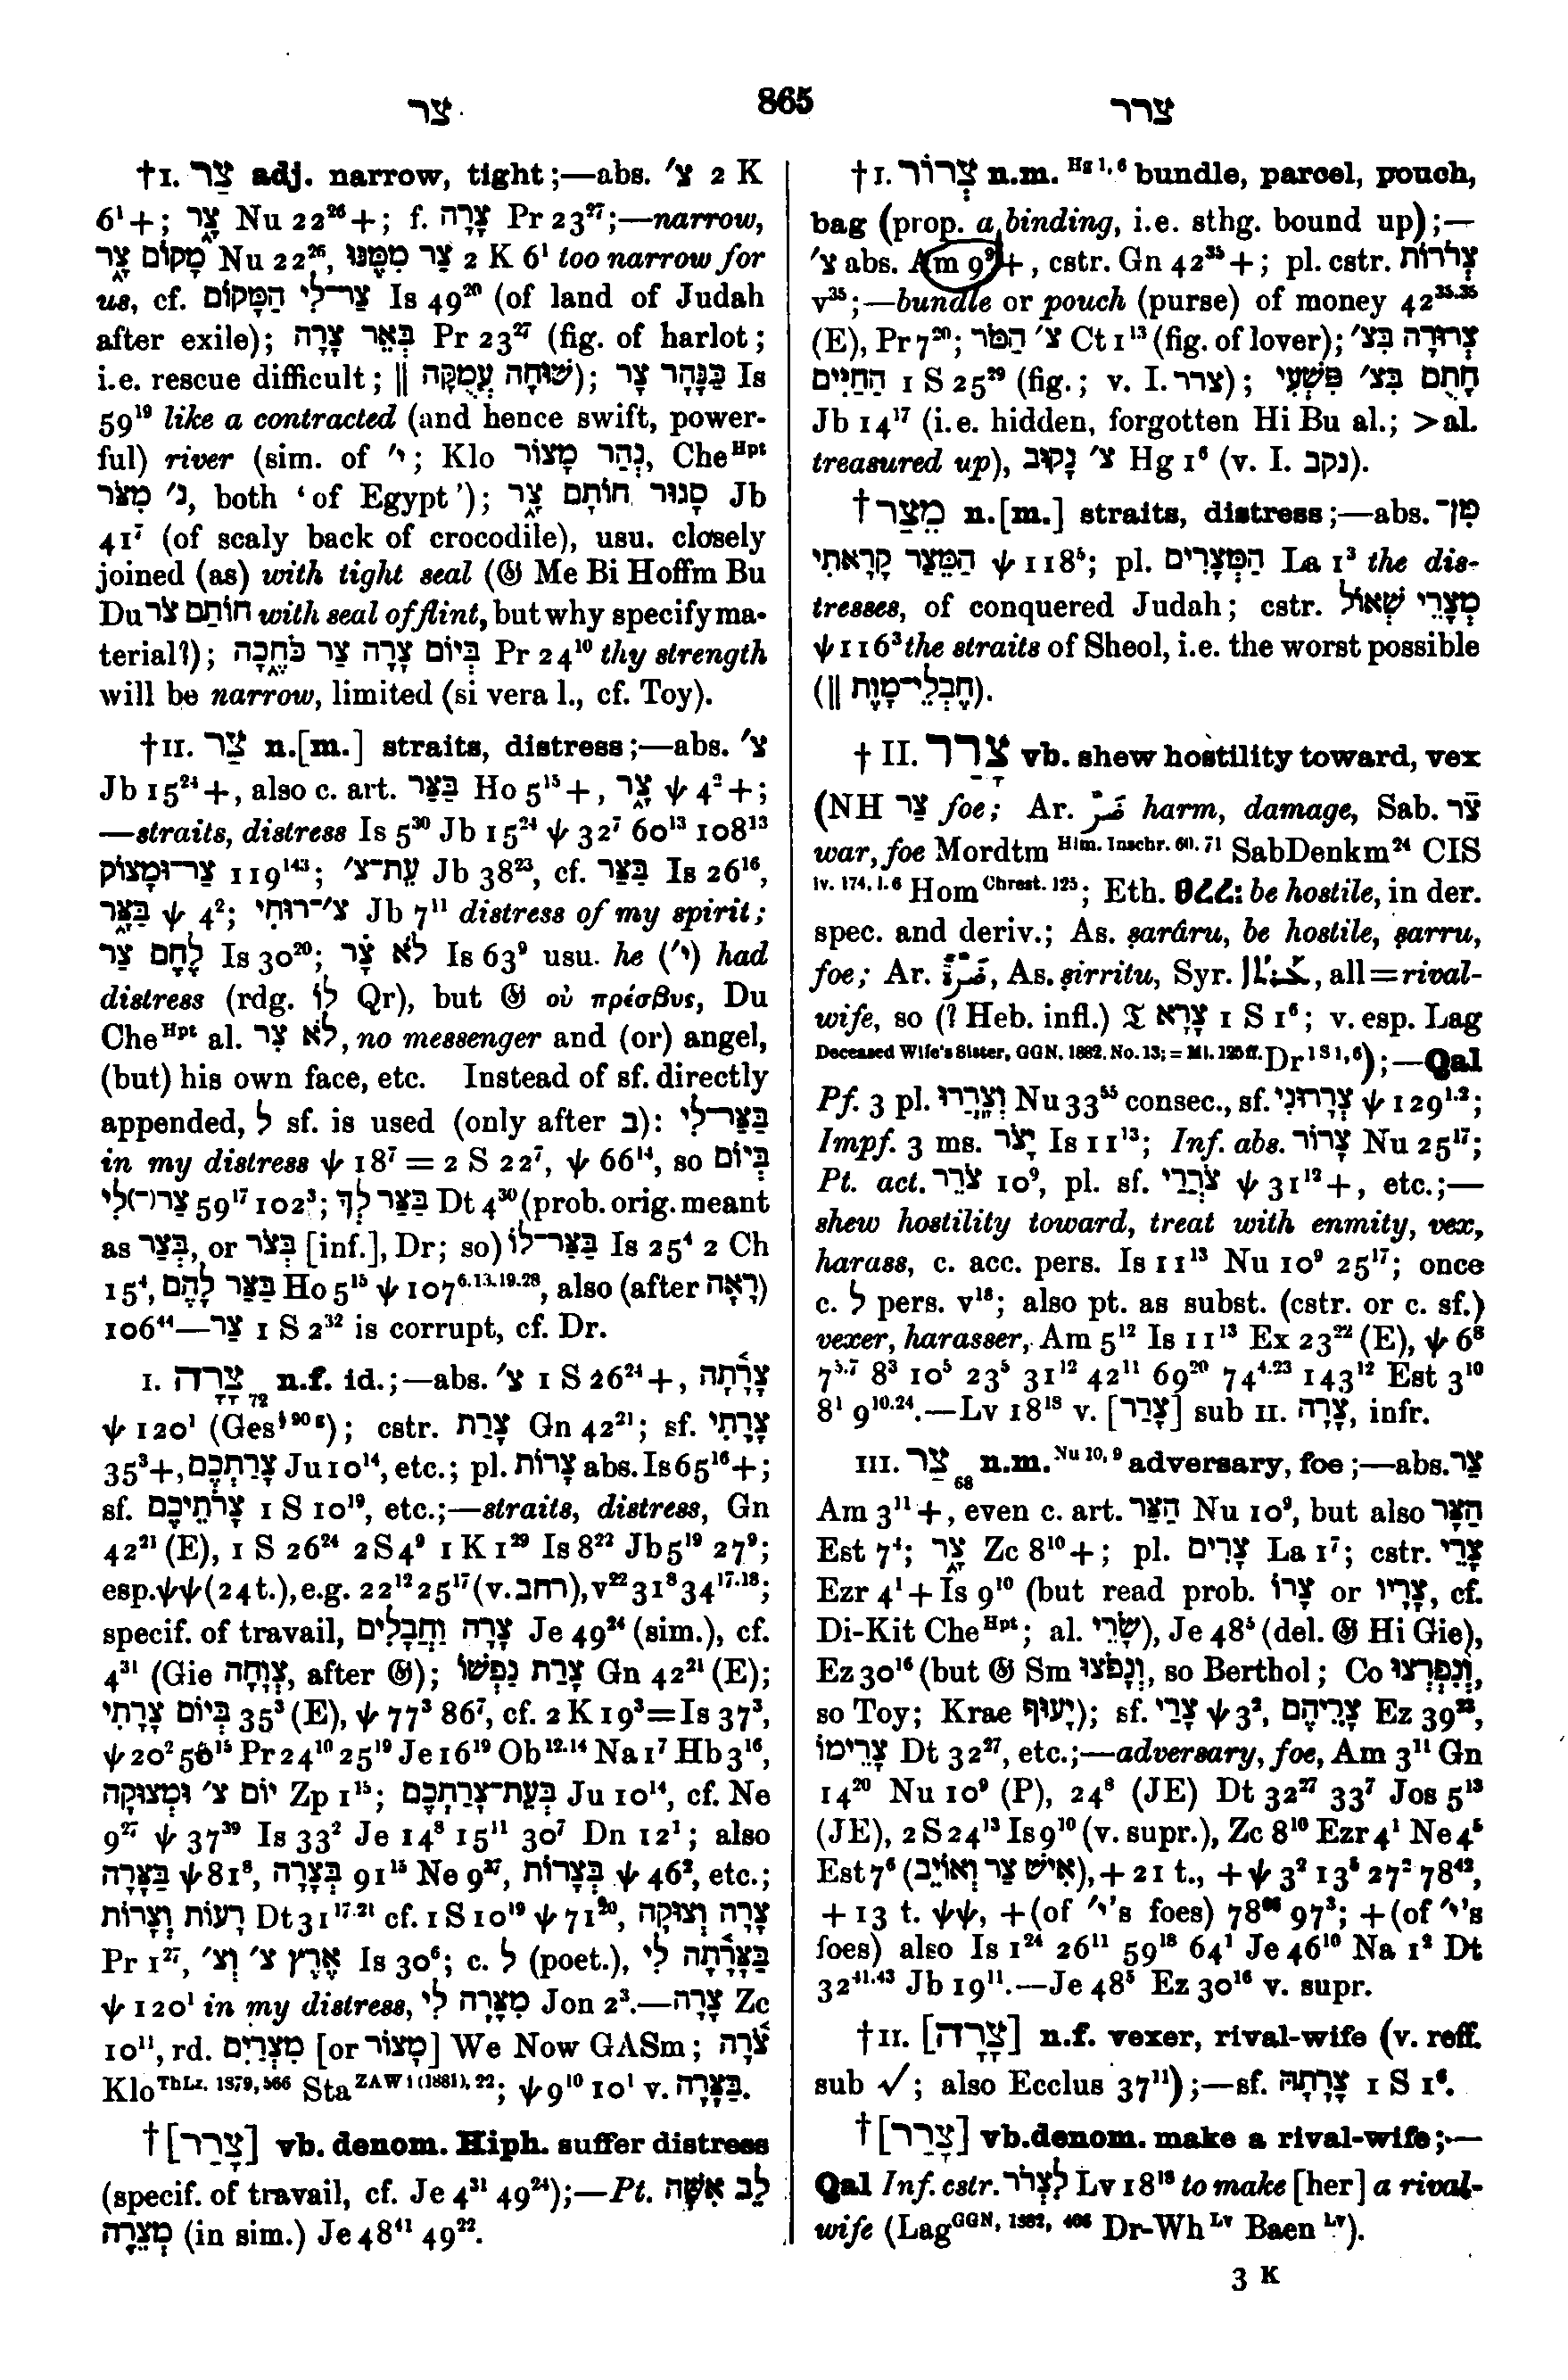 צר
865
צרר
†I. צַר adj. narrow, tight;—abs. צ׳ 2 K
6¹+; צָֽר Nu 22²⁶+; f. צָרָה Pr 23²⁷;—narrow,
מָקוֹם צָר Nu 22²⁶, צַר מִמֶּנּוּ 2 K 6¹ too narrow for
us, cf. צַר־לִי הַמָּקוֹם Is 49²⁰ (of land of Judah
after exile); בְּאֵר צָרָה Pr 23²⁷ (fig. of harlot;
i.e. rescue difficult; || שׁוּחָה עֲמֻקָּה); כַנָּהָר צָר Is
59¹⁹ like a contracted (and hence swift, power-
ful) river (sim. of י׳; Klo נְהַר מָצוֹר, Che ᴴᵖᵗ
נ׳ מִצֹר, both ‘of Egypt’); סָגוּר חוֹתָם צָר Jb
41⁷ (of scaly back of crocodile), usu. closely
joined (as) with tight seal (𝔊 Me Bi Hoffm Bu
Du חוֹתַם צֹר with seal of flint, but why specify ma-
terial?); בְּיוֹם צָרָה צַר כֹּחֶכָה Pr 24¹⁰ thy strength
will be narrow, limited (si vera l., cf. Toy).
†II. צַר n.[m.] straits, distress;—abs. צ׳
Jb 15²⁴+, also c. art. בַּצַּר Ho 5¹⁵+, צָר ψ 4²+;
—straits, distress Is 5³⁰ Jb 15²⁴ ψ 32⁷ 60¹³ 108¹³
צַר־וּמָצוֹק 119¹⁴³; עֶת־צ׳ Jb 38²³, cf. בַּצַּר Is 26¹⁶,
בַּצָּר ψ 4²; צ׳־רוּחִי Jb 7¹¹ distress of my spirit;
לֶחֶם צַר Is 30²⁰; לֹא צָר Is 63⁹ usu. he (י׳) had
distress (rdg. לוֹ Qr), but 𝔊 οὐ πρέσβυς, Du
Che ᴴᵖᵗ al. לֹא צִר, no messenger and (or) angel,
(but) his own face, etc. Instead of sf. directly
appended, ל sf. is used (only after ב): בַּצַּר־לִי
in my distress ψ 18⁷ = 2 S 22⁷, ψ 66¹⁴, so בְּיוֹם
צַר(־)לִי 59¹⁷ 102³; בַּצַּר לְךָ Dt 4³⁰ (prob. orig. meant
as בְּצַר, or בְּצֹר [inf.], Dr; so) בַּצַּר־לוֹ Is 25⁴ 2 Ch
15⁴, בַּצַּר לָהֶם Ho 5¹⁵ ψ 107⁶·¹³·¹⁹·²⁸, also (after רָאָה)
106⁴⁴—צַר 1 S 2³² is corrupt, cf. Dr.
I. צָרָה 72 n.f. id.;—abs. צ׳ 1 S 26²⁴+, צָרָ֫תָה
ψ 120¹ (Ges § 90 g); cstr. צָרַת Gn 42²¹; sf. צָרָתִי
35³+, צָרַתְכֶם Ju 10¹⁴, etc.; pl. צָרוֹת abs. Is 65¹⁶+;
sf. צָרֹתֵיכֶם 1 S 10¹⁹, etc.;—straits, distress, Gn
42²¹ (E), 1 S 26²⁴ 2 S 4⁹ 1 K 1²⁹ Is 8²² Jb 5¹⁹ 27⁹;
esp. ψψ (24 t.), e.g. 22¹² 25¹⁷ (v. רחב), v²² 31⁸ 34¹⁷·¹⁸;
specif. of travail, צָרָה וַחֲבָלִים Je 49²⁴ (sim.), cf.
4³¹ (Gie צְוָחָה, after 𝔊); צָרַת נַפְשׁוֹ Gn 42²¹ (E);
בְּיוֹם צָרָתִי 35³ (E), ψ 77³ 86⁷, cf. 2 K 19³=Is 37³,
ψ 20² 50¹⁵ Pr 24¹⁰ 25¹⁹ Je 16¹⁹ Ob¹²·¹⁴ Na 1⁷ Hb 3¹⁶,
יוֹם צ׳ וּמְצוּקָה Zp 1¹⁵; בְּעֵת־צָרַתְכֶם Ju 10¹⁴, cf. Ne
9²⁷ ψ 37³⁹ Is 33² Je 14⁸ 15¹¹ 30⁷ Dn 12¹; also
בַּצָּרָה ψ 81⁸, בְּצָרָה 91¹⁵ Ne 9²⁷, בְּצָרוֹת ψ 46², etc.;
רָעוֹת וְצָרוֹת Dt 31¹⁷·²¹ cf. 1 S 10¹⁹ ψ 71²⁰, צָרָה וְצוּקָה
Pr 1²⁷, אֶרֶץ צ׳ וְצ׳ Is 30⁶; c. ל (poet.), בַּצָּרָ֫תָה לִּי
ψ 120¹ in my distress, מִצָּרָה לִי Jon 2³.—צָרָה Zc
10¹¹, rd. מִצְרַיִם [or מָצוֹר] We Now GASm; צֹ֫רָה
Klo ThLz. 1879, 566 Sta ZAW i (1881), 22; ψ 9¹⁰ 10¹ v. בַּצָּרָה.
†[צָרַר] vb. denom. Hiph. suffer distress
(specif. of travail, cf. Je 4³¹ 49²⁴);—Pt. לֵב אִשָּׁה
מְצֵרָה (in sim.) Je 48⁴¹ 49²².
†I. צְרוֹר n.m. Hg 1, 6 bundle, parcel, pouch,
bag (prop. a binding, i.e. sthg. bound up);—
צ׳ abs. Am 9⁹+, cstr. Gn 42³⁵+; pl. cstr. צְרֹרוֹת
v³⁵;—bundle or pouch (purse) of money 42³⁵·³⁵
(E), Pr 7²⁰; צ׳ הַמֹּר Ct 1¹³ (fig. of lover); צְרוּרָה בִּצ׳
הַחַיִּים 1 S 25²⁹ (fig.; v. I. צרר); חָתֻם בִּצ׳ פִּשְׁעִי
Jb 14¹⁷ (i.e. hidden, forgotten Hi Bu al.; >al.
treasured up), צ׳ נָקוּב Hg 1⁶ (v. I. נקב).
†מֵצַר n.[m.] straits, distress;—abs. מִן־
הַמֵּצַר קָרָאתִי ψ 118⁵; pl. הַמְּצָרִים La 1³ the dis-
tresses, of conquered Judah; cstr. מְצָרֵי שְׁאוֹל
ψ 116³ the straits of Sheol, i.e. the worst possible
(|| חֶבְלֵי־מָוֶת).
†II. צָרַר vb. shew hostility toward, vex
(NH צַר foe; Ar. ضَرّ harm, damage, Sab. צֿר
war, foe Mordtm Him. Inschr. 60. 71 SabDenkm²⁴ CIS
iv. 174, 1. 6 Hom Chrest. 125; Eth. ፀረረ፡ be hostile, in der.
spec. and deriv.; As. ṣarâru, be hostile, ṣarru,
foe; Ar. ضَرَّةٌ, As. ṣirritu, Syr. ܥܪܬܐ, all = rival-
wife, so (? Heb. infl.) 𝔗 צָרָא 1 S 1⁶; v. esp. Lag
Deceased Wife's Sister, GGN, 1882, No. 13; = Mi. 125 ff. Dr 1 S 1, 6);—Qal
Pf. 3 pl. וְצָרֲרוּ Nu 33⁵⁵ consec., sf. צְרָרוּנִי ψ 129¹·²;
Impf. 3 ms. יָצֹר Is 11¹³; Inf. abs. צָרוֹר Nu 25¹⁷;
Pt. act. צֹרֵר 10⁹, pl. sf. צֹרְרַי ψ 31¹²+, etc.;—
shew hostility toward, treat with enmity, vex,
harass, c. acc. pers. Is 11¹³ Nu 10⁹ 25¹⁷; once
c. ל pers. v¹⁸; also pt. as subst. (cstr. or c. sf.)
vexer, harasser, Am 5¹² Is 11¹³ Ex 23²² (E), ψ 6⁸
7⁵·⁷ 8³ 10⁵ 23⁵ 31¹² 42¹¹ 69²⁰ 74⁴·²³ 143¹² Est 3¹⁰
8¹ 9¹⁰·²⁴.—Lv 18¹⁸ v. [צָרַר] sub II. צָרָה, infr.
III. צַר 68 n.m. Nu 10, 9 adversary, foe;—abs. צַר
Am 3¹¹+, even c. art. הַצַּר Nu 10⁹, but also הַצָּר
Est 7⁴; צָר Zc 8¹⁰+; pl. צָרִים La 1⁷; cstr. צָרֵי
Ezr 4¹+ Is 9¹⁰ (but read prob. צָרוֹ or צָרָיו, cf.
Di-Kit Che ᴴᵖᵗ; al. שָׂרֵי), Je 48⁵ (del. 𝔊 Hi Gie),
Ez 30¹⁶ (but 𝔊 Sm וְנָפֹצוּ, so Berthol; Co וְנִפְרְצוּ,
so Toy; Krae יָעוּף); sf. צָרַי ψ 3², צָרֵיהֶם Ez 39²³,
צָרֵימוֹ Dt 32²⁷, etc.;—adversary, foe, Am 3¹¹ Gn
14²⁰ Nu 10⁹ (P), 24⁸ (JE) Dt 32²⁷ 33⁷ Jos 5¹³
(JE), 2 S 24¹³ Is 9¹⁰ (v. supr.), Zc 8¹⁰ Ezr 4¹ Ne 4⁵
Est 7⁶ (אִישׁ צַר וְאוֹיֵב), + 21 t., + ψ 3² 13⁵ 27² 78⁴²,
+ 13 t. ψψ, +(of י׳'s foes) 78⁶⁶ 97³; +(of י׳'s
foes) also Is 1²⁴ 26¹¹ 59¹⁸ 64¹ Je 46¹⁰ Na 1² Dt
32⁴¹·⁴³ Jb 19¹¹.—Je 48⁵ Ez 30¹⁶ v. supr.
†II. [צָרָה] n.f. vexer, rival-wife (v. reff.
sub √; also Ecclus 37¹¹);—sf. צָרָתָהּ 1 S 1⁶.
†[צָרַר] vb. denom. make a rival-wife;—
Qal Inf. cstr. לִצְרֹר Lv 18¹⁸ to make [her] a rival-
wife (Lag GGN, 1882, 406 Dr-Wh Lv Baen Lv).
3 K